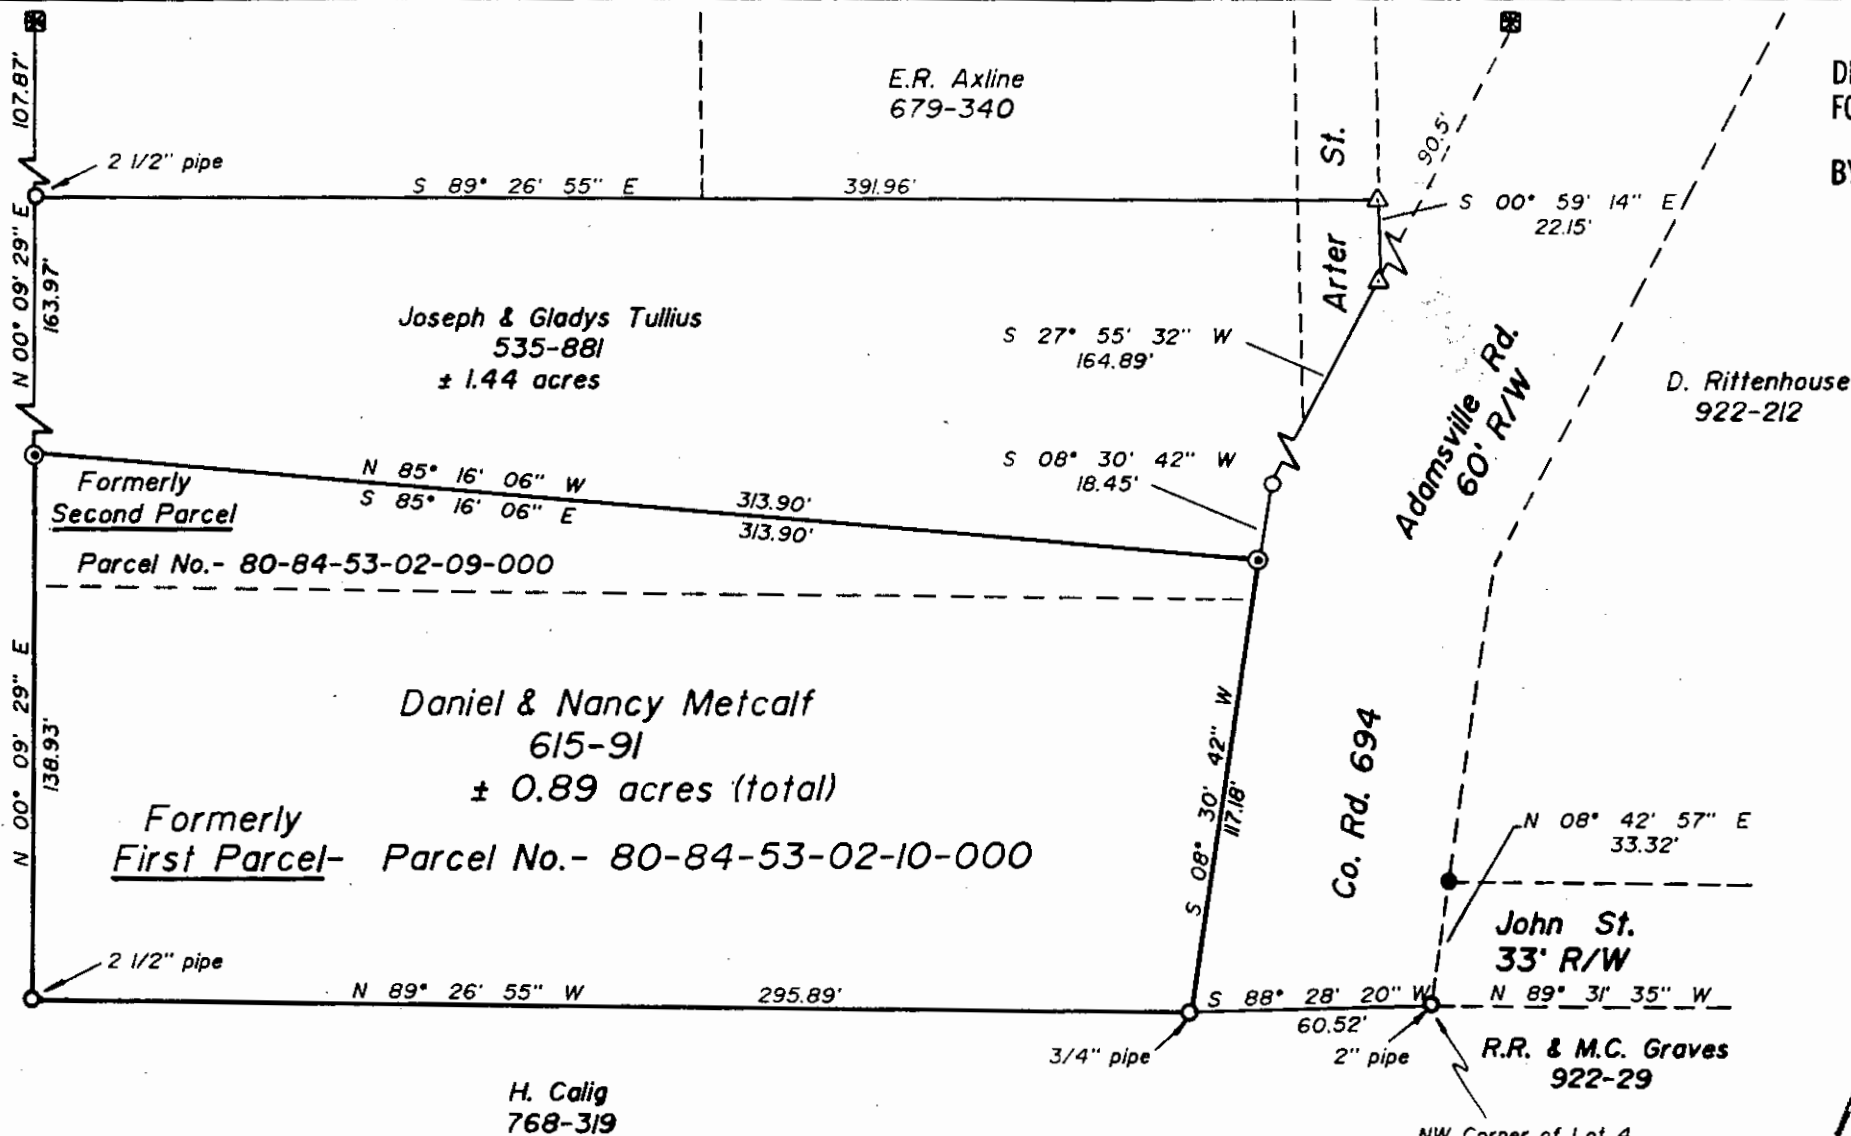 107.87'
E.R. Axline
679-340
2 1/2" pipe
S 89° 26' 55" E 391.96'
Arter St.
90.5'
S 00° 59' 14" E
22.15'
N 00° 09' 29" E
163.97'
Joseph & Gladys Tullius
535-881
± 1.44 acres
S 27° 55' 32" W
164.89'
Adamsville Rd.
60' R/W
D. Rittenhouse
922-212
S 08° 30' 42" W
18.45'
N 85° 16' 06" W 313.90'
S 85° 16' 06" E 313.90'
Formerly
Second Parcel
Parcel No.- 80-84-53-02-09-000
N 00° 09' 29" E
138.93'
Daniel & Nancy Metcalf
615-91
± 0.89 acres (total)
Formerly
First Parcel- Parcel No.- 80-84-53-02-10-000
S 08° 30' 42" W
117.18'
Co. Rd. 694
N 08° 42' 57" E
33.32'
John St.
33' R/W
2 1/2" pipe
N 89° 26' 55" W 295.89'
S 88° 28' 20" W
60.52'
N 89° 31' 35" W
3/4" pipe
2" pipe
R.R. & M.C. Graves
922-29
H. Calig
768-319
NW Corner of Lot 4